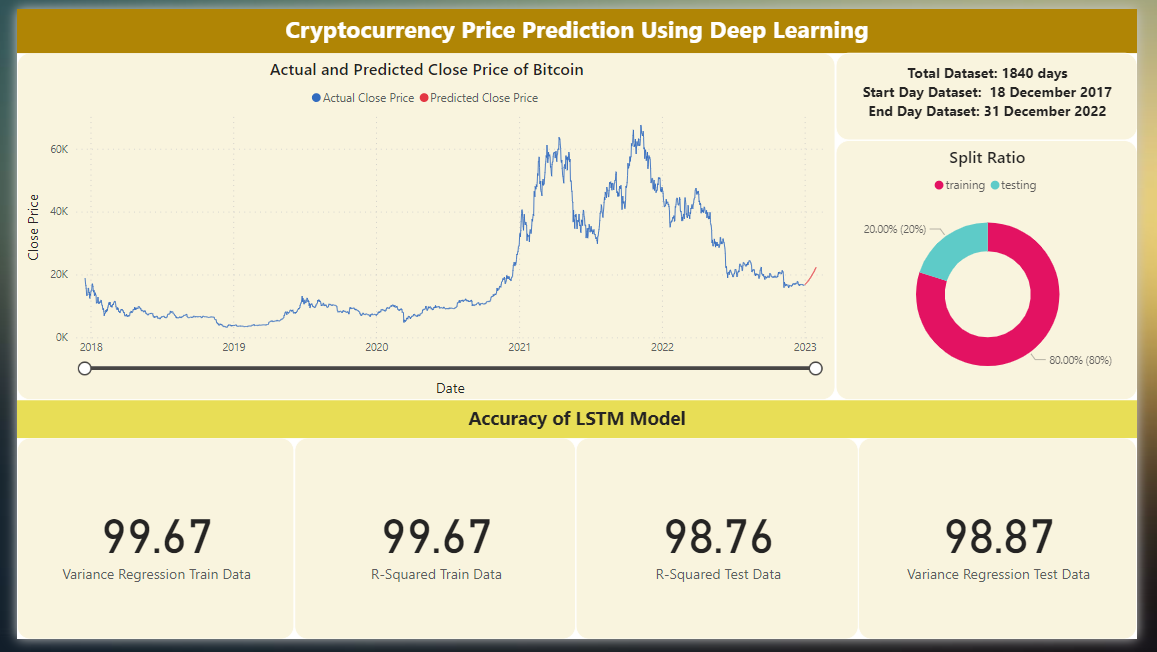 Cryptocurrency Price Prediction Using Deep Learning
Actual and Predicted Close Price of Bitcoin
Actual Close Price Predicted Close Price
60K
40K
20K
0K
Close Price
2018 2019 2020 2021 2022 2023
Date
Total Dataset: 1840 days
Start Day Dataset: 18 December 2017
End Day Dataset: 31 December 2022
Split Ratio
training testing
20.00% (20%)
80.00% (80%)
Accuracy of LSTM Model
99.67
Variance Regression Train Data
99.67
R-Squared Train Data
98.76
R-Squared Test Data
98.87
Variance Regression Test Data